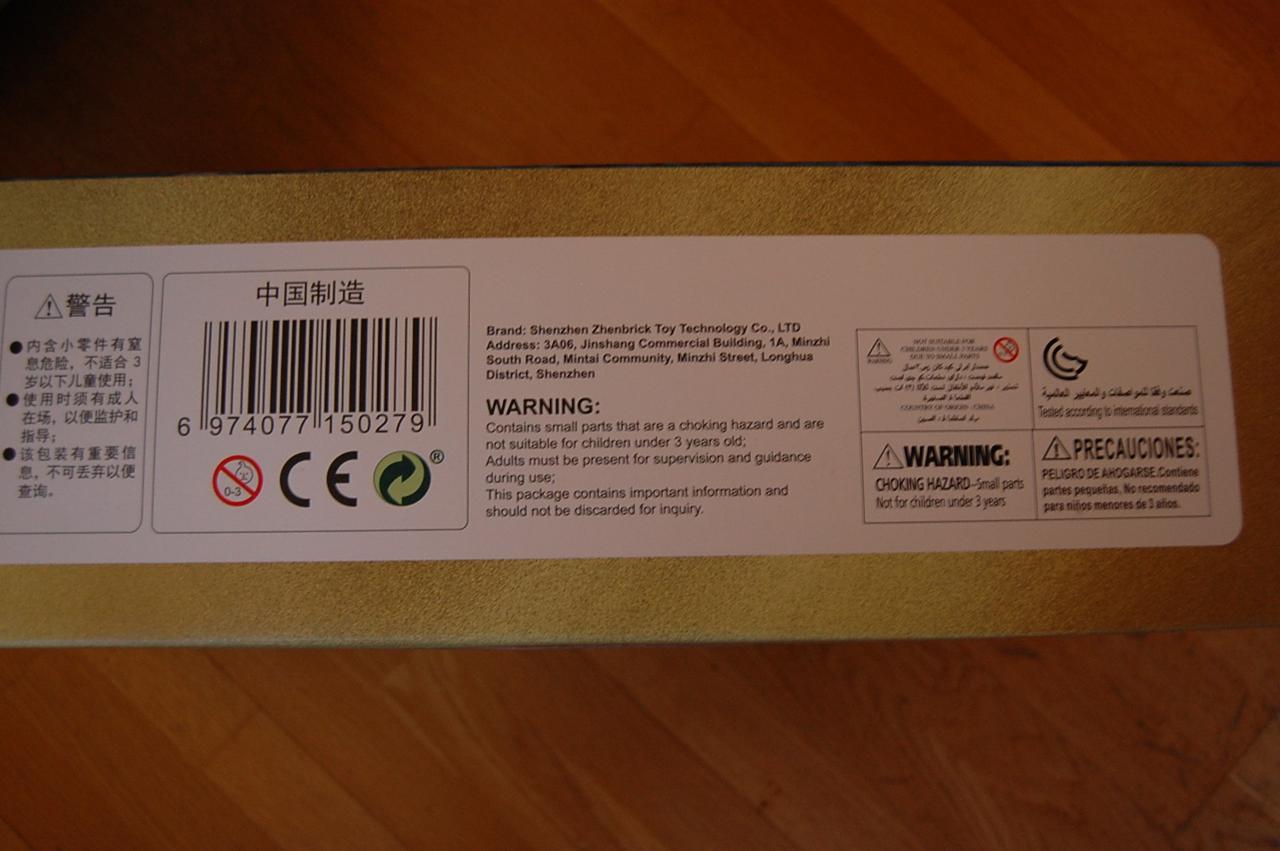 警告
内含小零件有窒
息危险，不适合 3
岁以下儿童使用；
使用时须有成人
在场，以便监护和
指导；
该包装有重要信
息，不可丢弃以便
查询。
中国制造
6 974077 150279
0-3
CE
®
Brand: Shenzhen Zhenbrick Toy Technology Co., LTD
Address: 3A06, Jinshang Commercial Building, 1A, Minzhi
South Road, Mintai Community, Minzhi Street, Longhua
District, Shenzhen
WARNING:
Contains small parts that are a choking hazard and are
not suitable for children under 3 years old;
Adults must be present for supervision and guidance
during use;
This package contains important information and
should not be discarded for inquiry.
WARNING
NOT SUITABLE FOR
CHILDREN UNDER 3 YEARS
DUE TO SMALL PARTS
COUNTRY OF ORIGIN : CHINA
صنعت وفقا للمواصفات والمعايير العالمية
Tested according to international standards
WARNING:
CHOKING HAZARD–Small parts
Not for children under 3 years
PRECAUCIONES:
PELIGRO DE AHOGARSE.Contiene
partes pequeñas. No recomendado
para niños menores de 3 años.